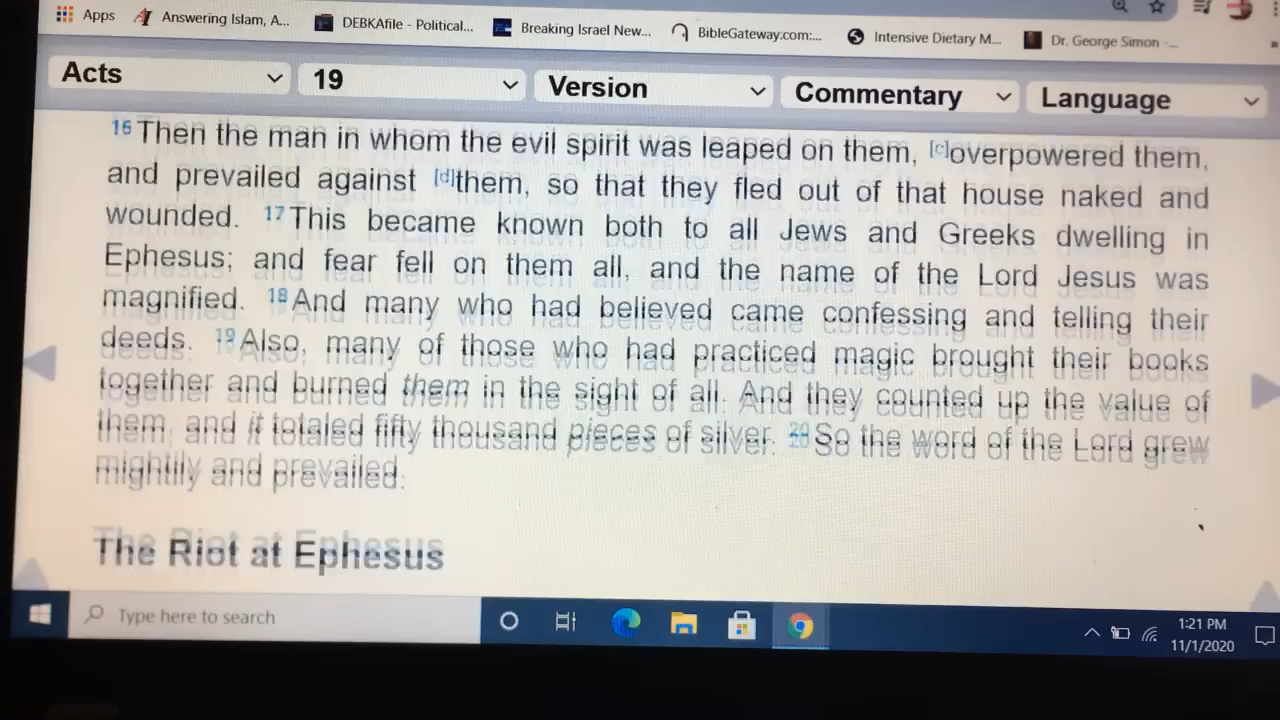 Apps Answering Islam, A... DEBKAfile - Political... Breaking Israel New... BibleGateway.com:... Intensive Dietary M... Dr. George Simon -...
Acts 19 Version Commentary Language
16 Then the man in whom the evil spirit was leaped on them, [c]overpowered them,
and prevailed against [d]them, so that they fled out of that house naked and
wounded. 17 This became known both to all Jews and Greeks dwelling in
Ephesus; and fear fell on them all, and the name of the Lord Jesus was
magnified. 18 And many who had believed came confessing and telling their
deeds. 19 Also, many of those who had practiced magic brought their books
together and burned them in the sight of all. And they counted up the value of
them, and it totaled fifty thousand pieces of silver. 20 So the word of the Lord grew
mightily and prevailed.
The Riot at Ephesus
Type here to search
1:21 PM
11/1/2020